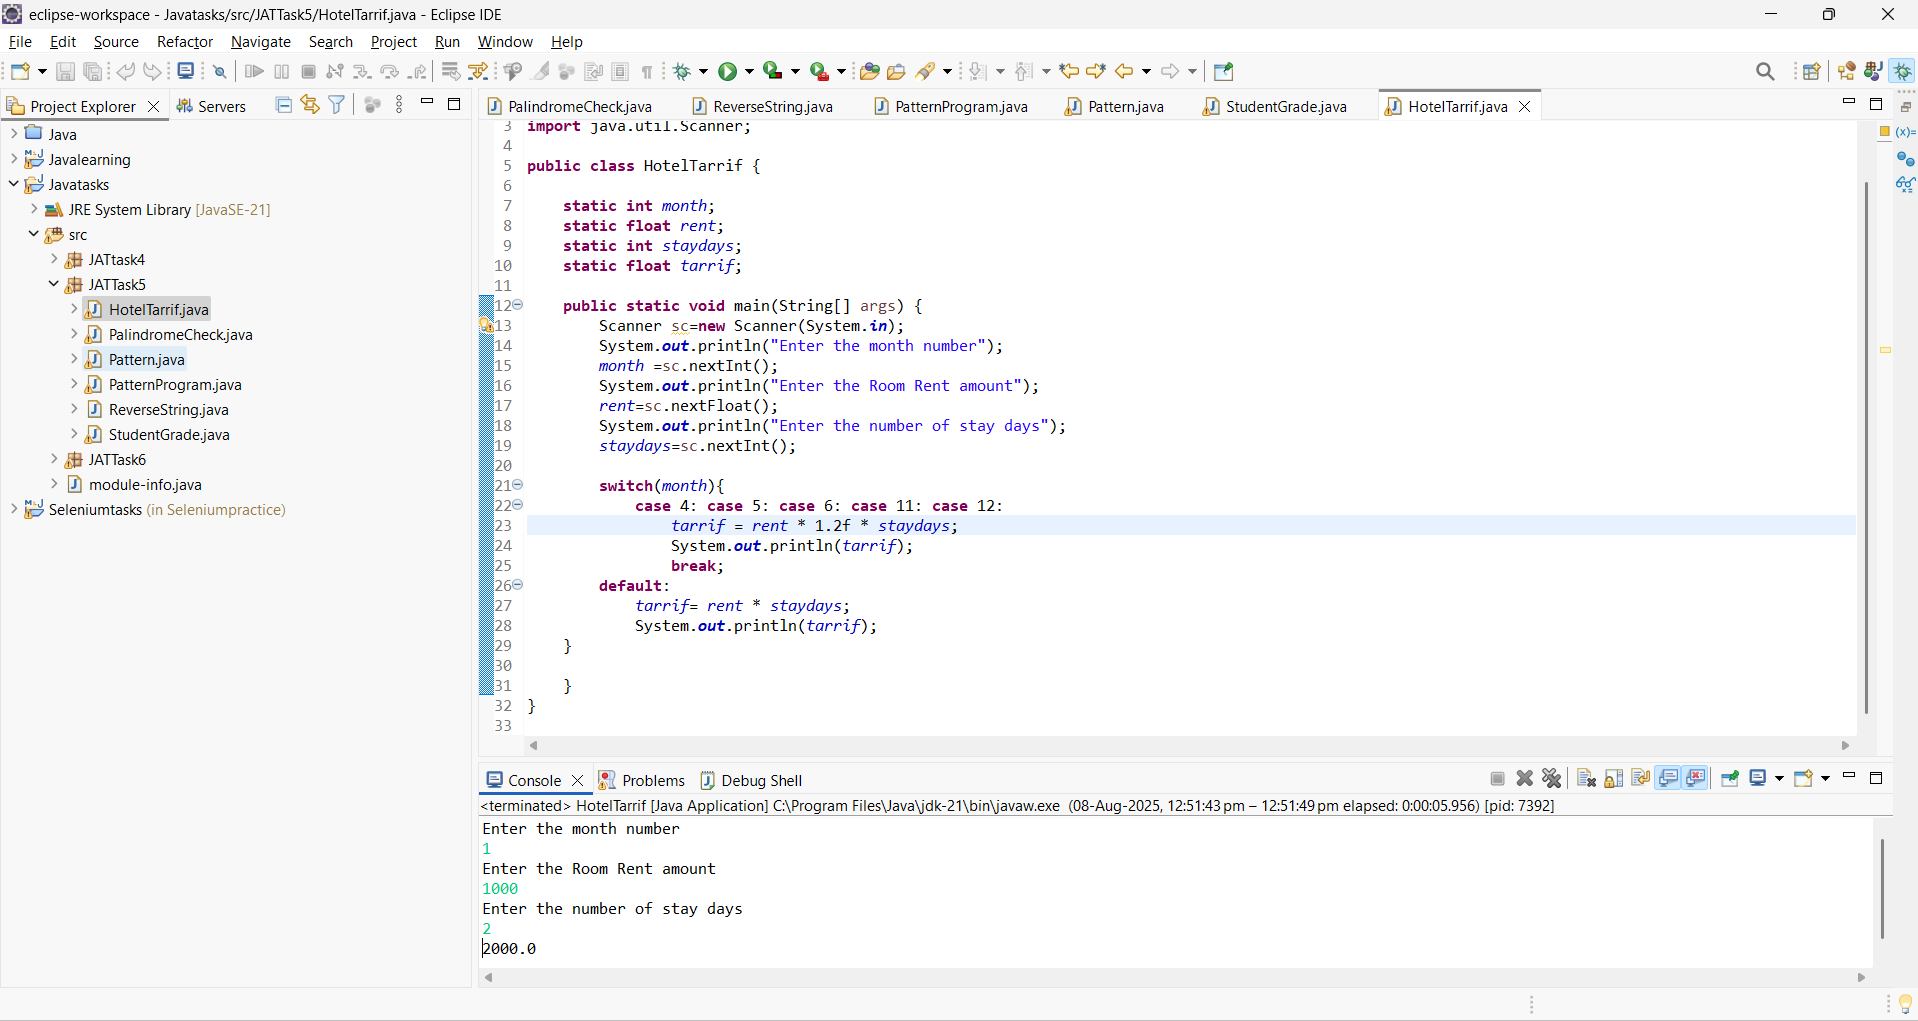 eclipse-workspace - Javatasks/src/JATTask5/HotelTarrif.java - Eclipse IDE
File Edit Source Refactor Navigate Search Project Run Window Help
Project Explorer Servers
Java
Javalearning
Javatasks
JRE System Library [JavaSE-21]
src
JATtask4
JATTask5
HotelTarrif.java
PalindromeCheck.java
Pattern.java
PatternProgram.java
ReverseString.java
StudentGrade.java
JATTask6
module-info.java
Seleniumtasks (in Seleniumpractice)
PalindromeCheck.java ReverseString.java PatternProgram.java Pattern.java StudentGrade.java HotelTarrif.java
3 import java.util.Scanner;
4
5 public class HotelTarrif {
6
7 static int month;
8 static float rent;
9 static int staydays;
10 static float tarrif;
11
12 public static void main(String[] args) {
13 Scanner sc=new Scanner(System.in);
14 System.out.println("Enter the month number");
15 month =sc.nextInt();
16 System.out.println("Enter the Room Rent amount");
17 rent=sc.nextFloat();
18 System.out.println("Enter the number of stay days");
19 staydays=sc.nextInt();
20
21 switch(month){
22 case 4: case 5: case 6: case 11: case 12:
23 tarrif = rent * 1.2f * staydays;
24 System.out.println(tarrif);
25 break;
26 default:
27 tarrif= rent * staydays;
28 System.out.println(tarrif);
29 }
30
31 }
32 }
33
(x)=
Console Problems Debug Shell
<terminated> HotelTarrif [Java Application] C:\Program Files\Java\jdk-21\bin\javaw.exe (08-Aug-2025, 12:51:43 pm – 12:51:49 pm elapsed: 0:00:05.956) [pid: 7392]
Enter the month number
1
Enter the Room Rent amount
1000
Enter the number of stay days
2
2000.0